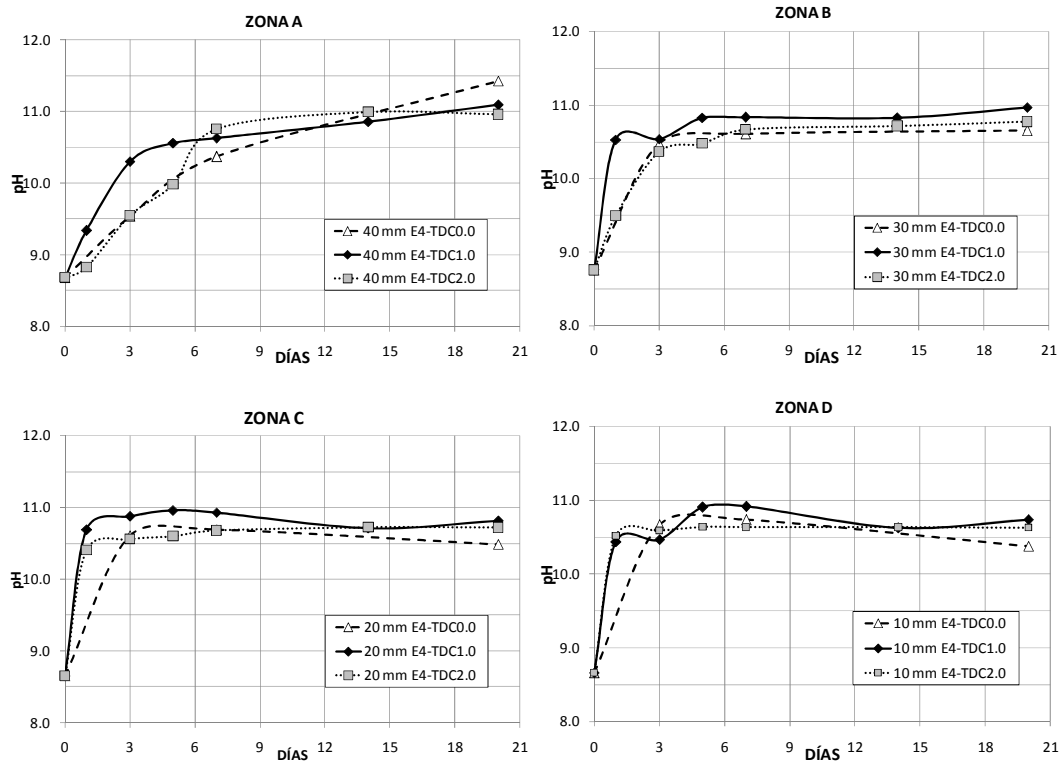 ZONA A
12.0
11.0
10.0
9.0
8.0
pH
0 3 6 9 12 15 18 21
DÍAS
40 mm E4-TDC0.0
40 mm E4-TDC1.0
40 mm E4-TDC2.0
ZONA B
12.0
11.0
10.0
9.0
8.0
pH
0 3 6 9 12 15 18 21
DÍAS
30 mm E4-TDC0.0
30 mm E4-TDC1.0
30 mm E4-TDC2.0
ZONA C
12.0
11.0
10.0
9.0
8.0
pH
0 3 6 9 12 15 18 21
DÍAS
20 mm E4-TDC0.0
20 mm E4-TDC1.0
20 mm E4-TDC2.0
ZONA D
12.0
11.0
10.0
9.0
8.0
pH
0 3 6 9 12 15 18 21
DÍAS
10 mm E4-TDC0.0
10 mm E4-TDC1.0
10 mm E4-TDC2.0